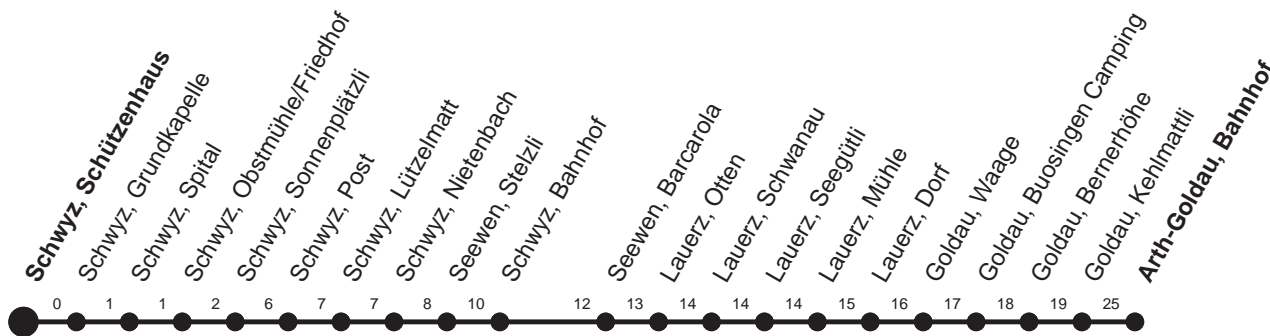 Schwyz, Schützenhaus
Schwyz, Grundkapelle
Schwyz, Spital
Schwyz, Obstmühle/Friedhof
Schwyz, Sonnenplätzli
Schwyz, Post
Schwyz, Lützelmatt
Schwyz, Nietenbach
Seewen, Stelzli
Schwyz, Bahnhof
Seewen, Barcarola
Lauerz, Otten
Lauerz, Schwanau
Lauerz, Seegütli
Lauerz, Mühle
Lauerz, Dorf
Goldau, Waage
Goldau, Buosingen Camping
Goldau, Bernerhöhe
Goldau, Kehlmattli
Arth-Goldau, Bahnhof
0 1 1 2 6 7 7 8 10 12 13 14 14 14 15 16 17 18 19 25